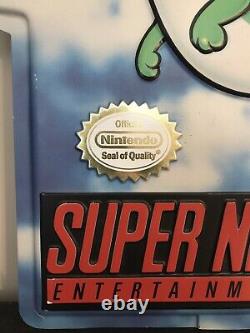 Official
Nintendo
Seal of Quality
SUPER N
ENTERTAINM